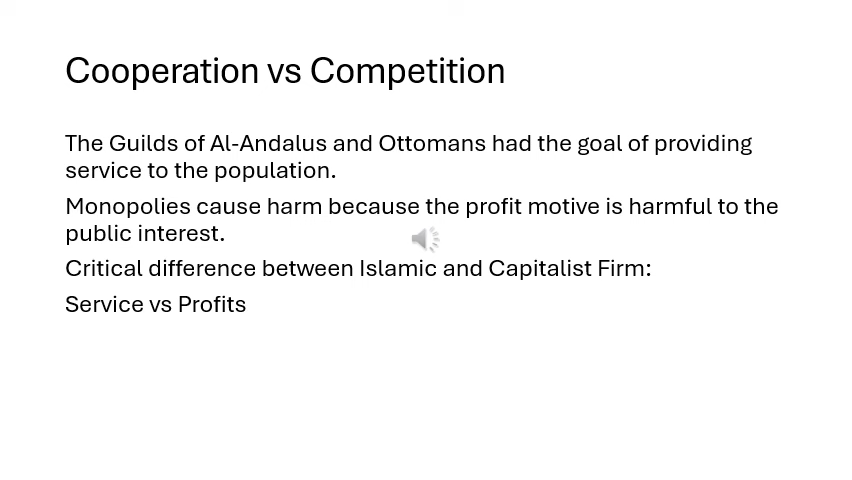 Cooperation vs Competition
The Guilds of Al-Andalus and Ottomans had the goal of providing
service to the population.
Monopolies cause harm because the profit motive is harmful to the
public interest.
Critical difference between Islamic and Capitalist Firm:
Service vs Profits